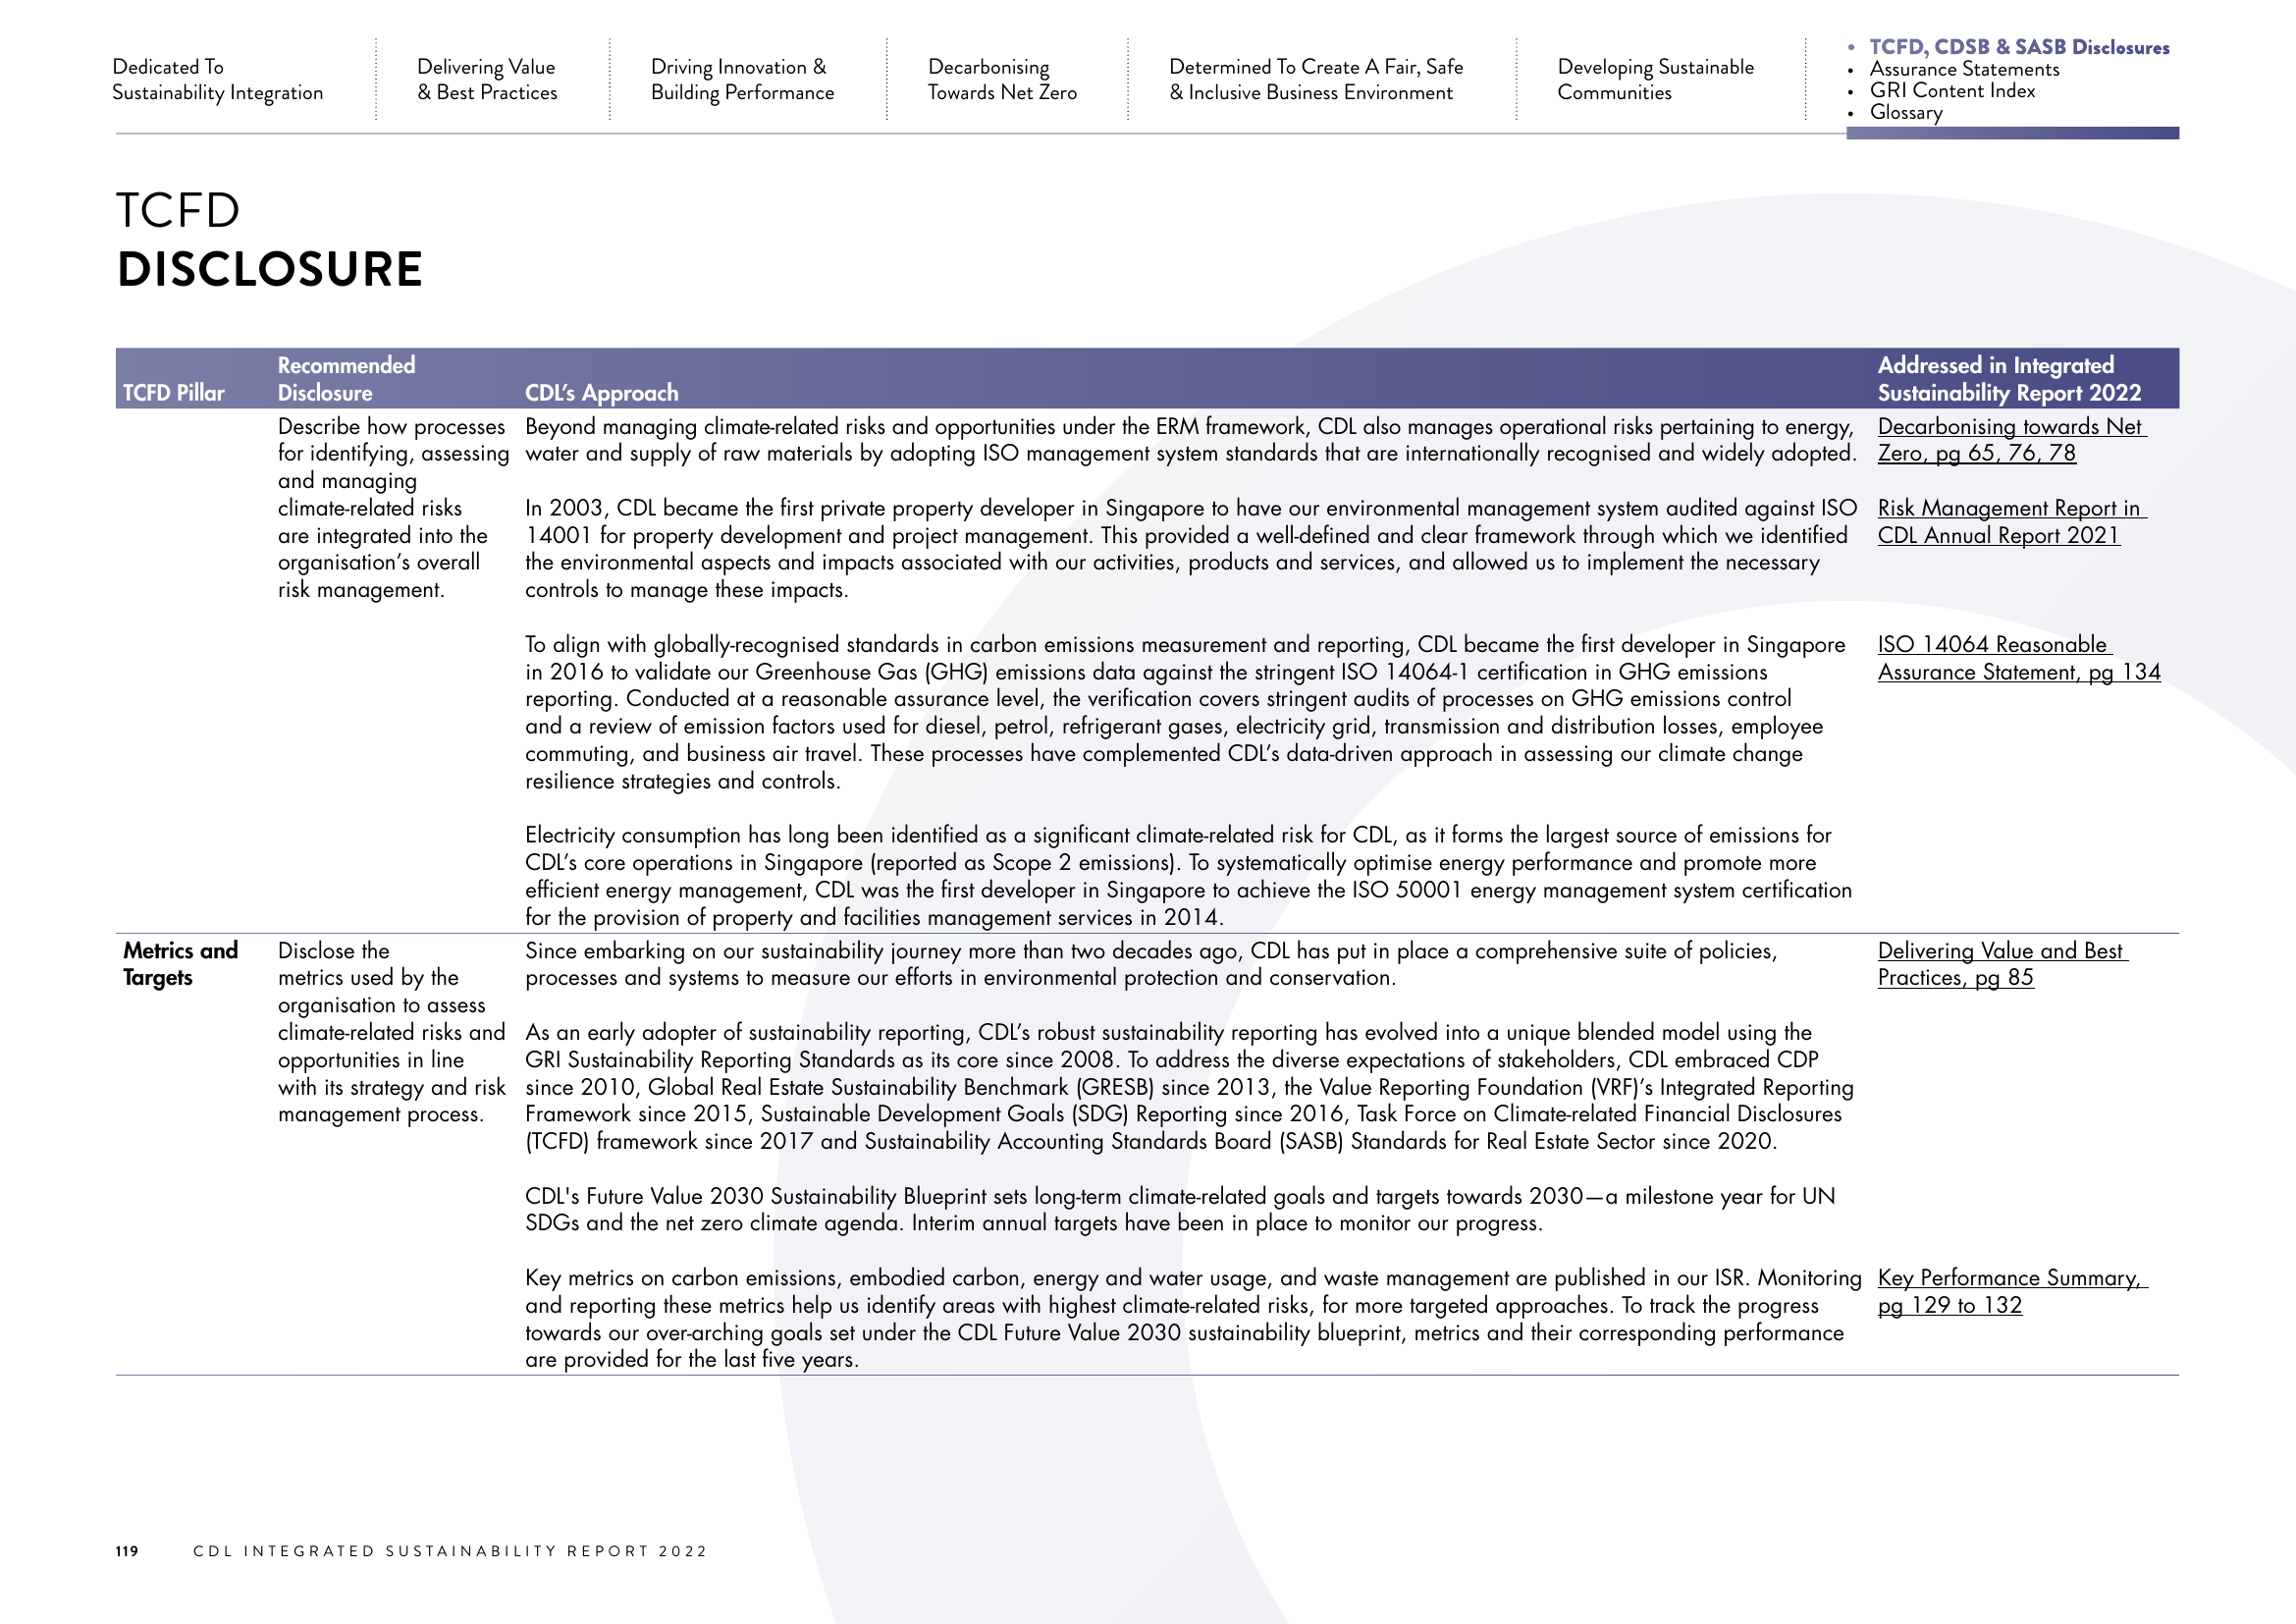 Dedicated To
Sustainability Integration
Delivering Value
& Best Practices
Driving Innovation &
Building Performance
Decarbonising
Towards Net Zero
Determined To Create A Fair, Safe
& Inclusive Business Environment
Developing Sustainable
Communities
• TCFD, CDSB & SASB Disclosures
• Assurance Statements
• GRI Content Index
• Glossary
TCFD
DISCLOSURE
TCFD Pillar
Recommended
Disclosure
CDL’s Approach
Addressed in Integrated
Sustainability Report 2022
Describe how processes
for identifying, assessing
and managing
climate-related risks
are integrated into the
organisation’s overall
risk management.
Beyond managing climate-related risks and opportunities under the ERM framework, CDL also manages operational risks pertaining to energy,
water and supply of raw materials by adopting ISO management system standards that are internationally recognised and widely adopted.
Decarbonising towards Net
Zero, pg 65, 76, 78
In 2003, CDL became the first private property developer in Singapore to have our environmental management system audited against ISO
14001 for property development and project management. This provided a well-defined and clear framework through which we identified
the environmental aspects and impacts associated with our activities, products and services, and allowed us to implement the necessary
controls to manage these impacts.
Risk Management Report in
CDL Annual Report 2021
To align with globally-recognised standards in carbon emissions measurement and reporting, CDL became the first developer in Singapore
in 2016 to validate our Greenhouse Gas (GHG) emissions data against the stringent ISO 14064-1 certification in GHG emissions
reporting. Conducted at a reasonable assurance level, the verification covers stringent audits of processes on GHG emissions control
and a review of emission factors used for diesel, petrol, refrigerant gases, electricity grid, transmission and distribution losses, employee
commuting, and business air travel. These processes have complemented CDL’s data-driven approach in assessing our climate change
resilience strategies and controls.
ISO 14064 Reasonable
Assurance Statement, pg 134
Electricity consumption has long been identified as a significant climate-related risk for CDL, as it forms the largest source of emissions for
CDL’s core operations in Singapore (reported as Scope 2 emissions). To systematically optimise energy performance and promote more
efficient energy management, CDL was the first developer in Singapore to achieve the ISO 50001 energy management system certification
for the provision of property and facilities management services in 2014.
Metrics and
Targets
Disclose the
metrics used by the
organisation to assess
climate-related risks and
opportunities in line
with its strategy and risk
management process.
Since embarking on our sustainability journey more than two decades ago, CDL has put in place a comprehensive suite of policies,
processes and systems to measure our efforts in environmental protection and conservation.
Delivering Value and Best
Practices, pg 85
As an early adopter of sustainability reporting, CDL’s robust sustainability reporting has evolved into a unique blended model using the
GRI Sustainability Reporting Standards as its core since 2008. To address the diverse expectations of stakeholders, CDL embraced CDP
since 2010, Global Real Estate Sustainability Benchmark (GRESB) since 2013, the Value Reporting Foundation (VRF)’s Integrated Reporting
Framework since 2015, Sustainable Development Goals (SDG) Reporting since 2016, Task Force on Climate-related Financial Disclosures
(TCFD) framework since 2017 and Sustainability Accounting Standards Board (SASB) Standards for Real Estate Sector since 2020.
CDL's Future Value 2030 Sustainability Blueprint sets long-term climate-related goals and targets towards 2030—a milestone year for UN
SDGs and the net zero climate agenda. Interim annual targets have been in place to monitor our progress.
Key metrics on carbon emissions, embodied carbon, energy and water usage, and waste management are published in our ISR. Monitoring
and reporting these metrics help us identify areas with highest climate-related risks, for more targeted approaches. To track the progress
towards our over-arching goals set under the CDL Future Value 2030 sustainability blueprint, metrics and their corresponding performance
are provided for the last five years.
Key Performance Summary,
pg 129 to 132
119 CDL INTEGRATED SUSTAINABILITY REPORT 2022